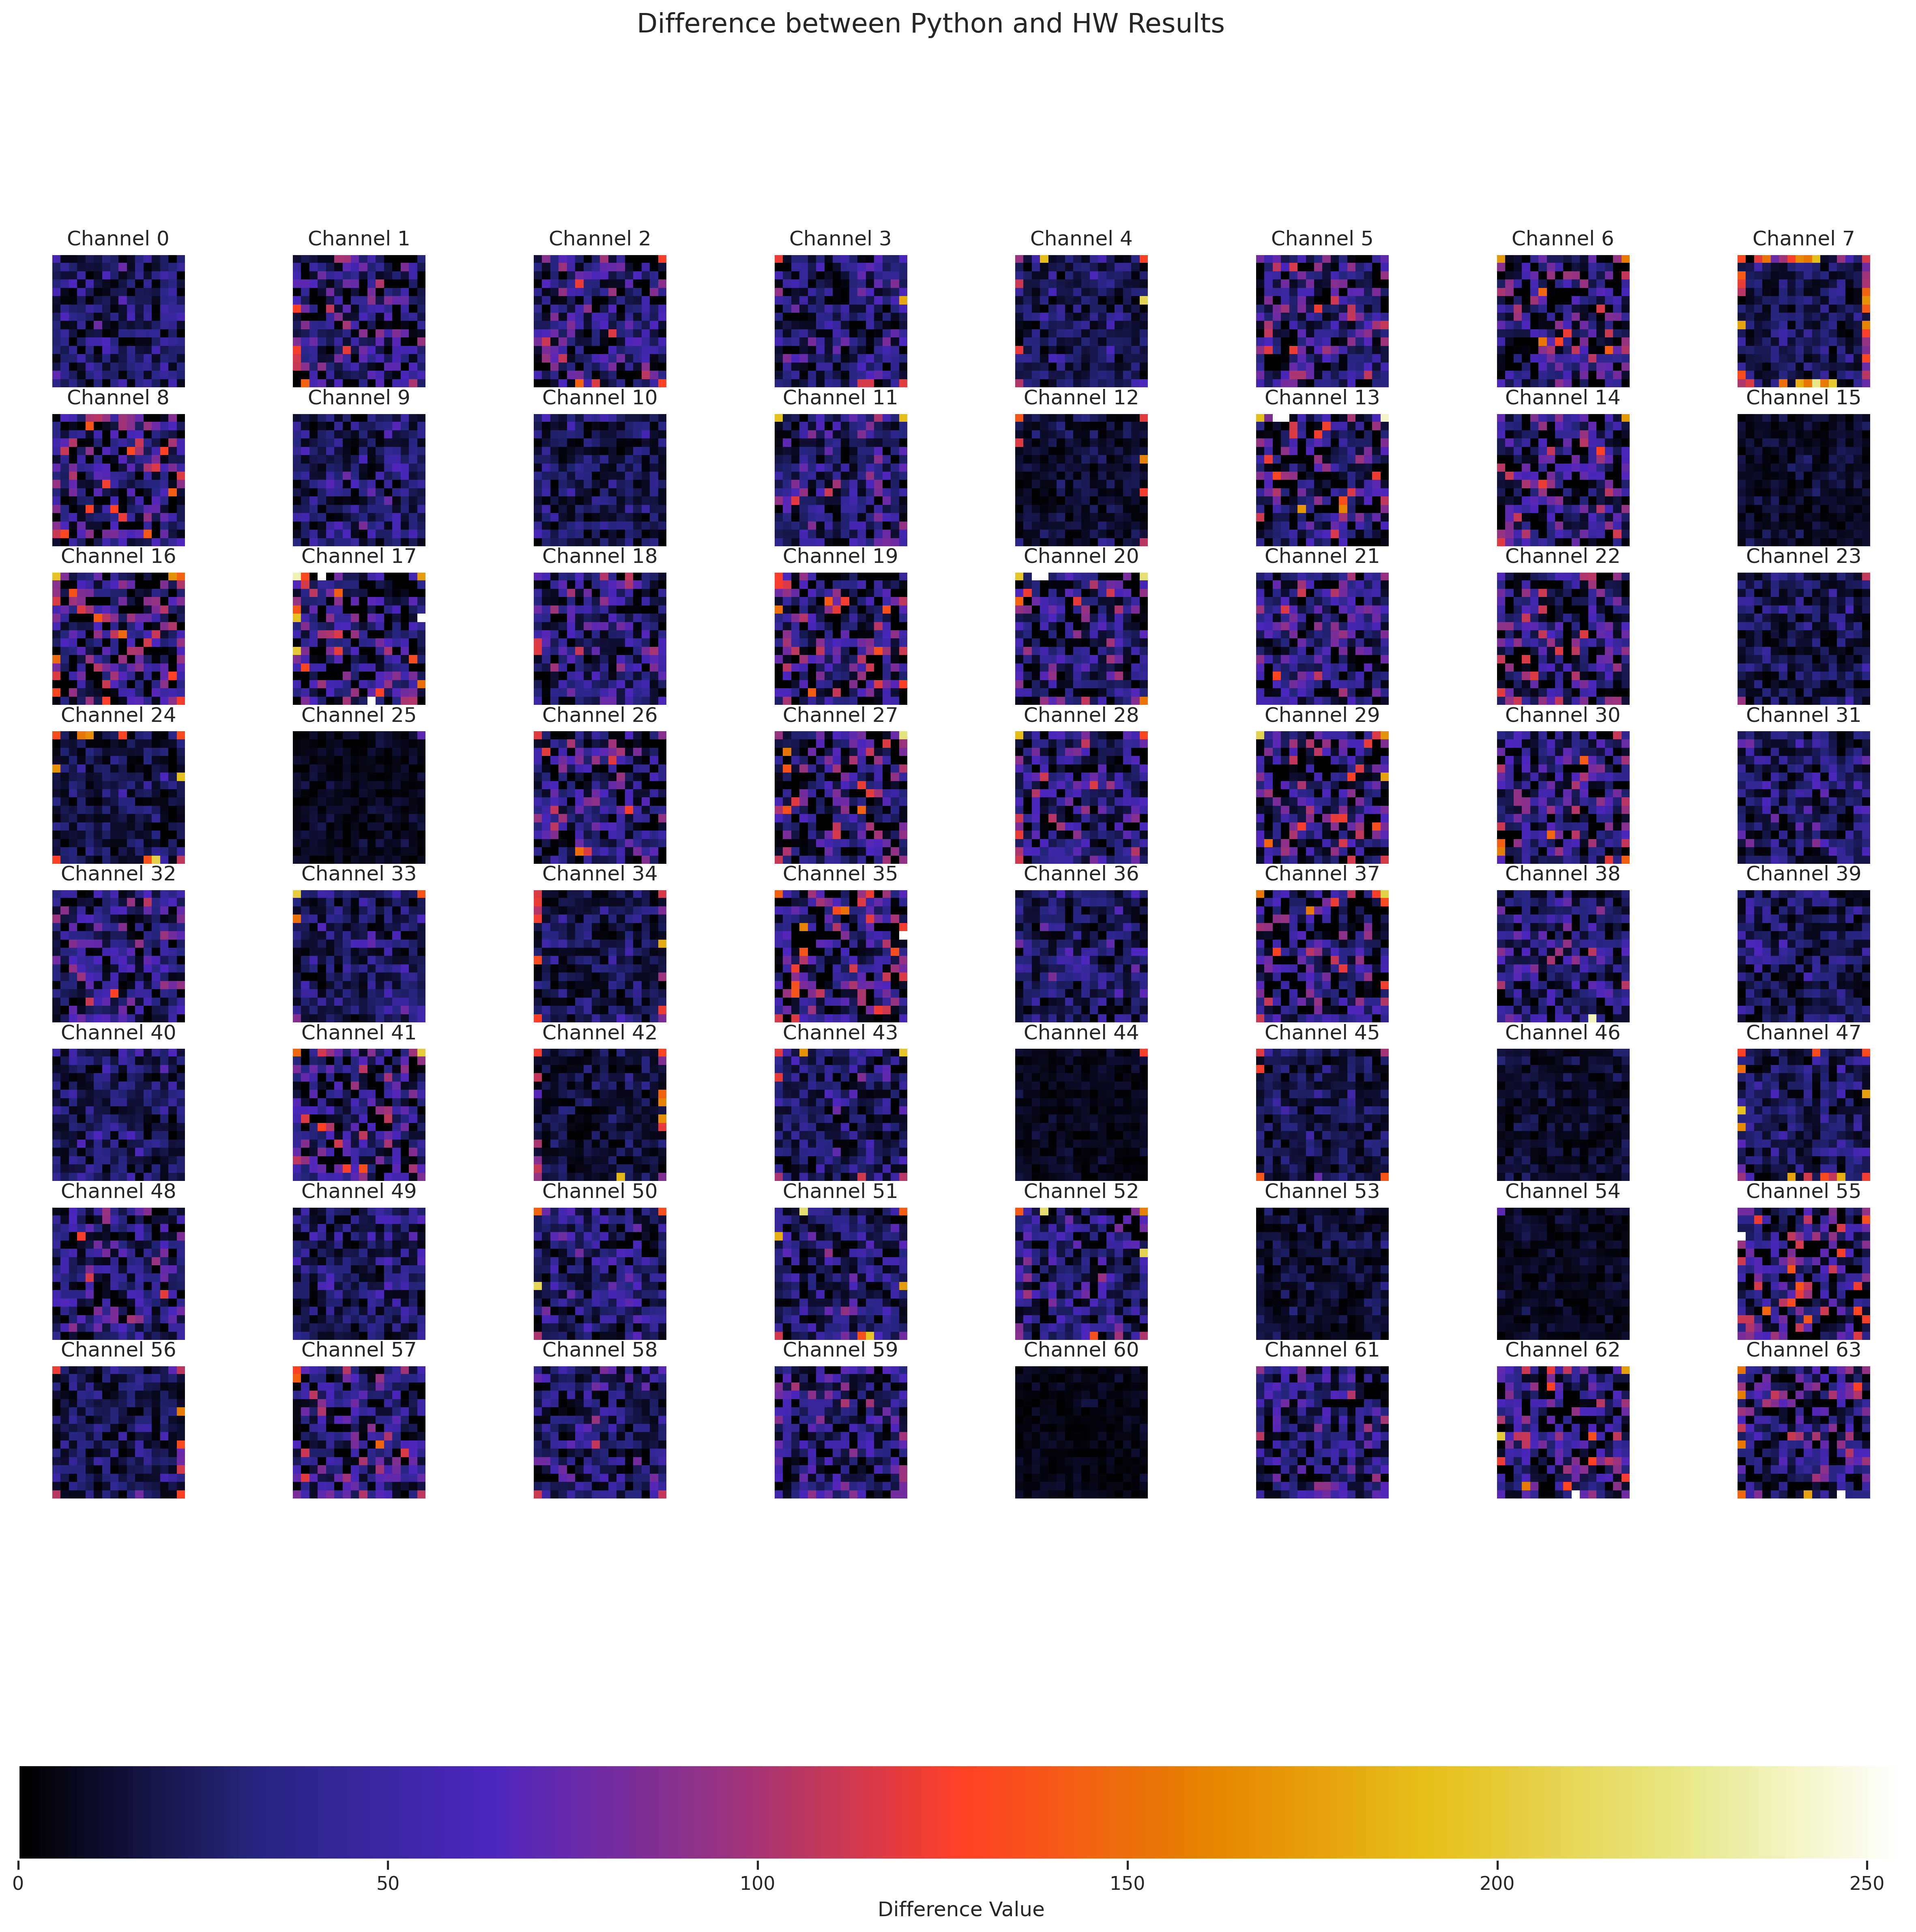 Difference between Python and HW Results
Channel 0 Channel 1 Channel 2 Channel 3 Channel 4 Channel 5 Channel 6 Channel 7
Channel 8 Channel 9 Channel 10 Channel 11 Channel 12 Channel 13 Channel 14 Channel 15
Channel 16 Channel 17 Channel 18 Channel 19 Channel 20 Channel 21 Channel 22 Channel 23
Channel 24 Channel 25 Channel 26 Channel 27 Channel 28 Channel 29 Channel 30 Channel 31
Channel 32 Channel 33 Channel 34 Channel 35 Channel 36 Channel 37 Channel 38 Channel 39
Channel 40 Channel 41 Channel 42 Channel 43 Channel 44 Channel 45 Channel 46 Channel 47
Channel 48 Channel 49 Channel 50 Channel 51 Channel 52 Channel 53 Channel 54 Channel 55
Channel 56 Channel 57 Channel 58 Channel 59 Channel 60 Channel 61 Channel 62 Channel 63
0 50 100 150 200 250
Difference Value